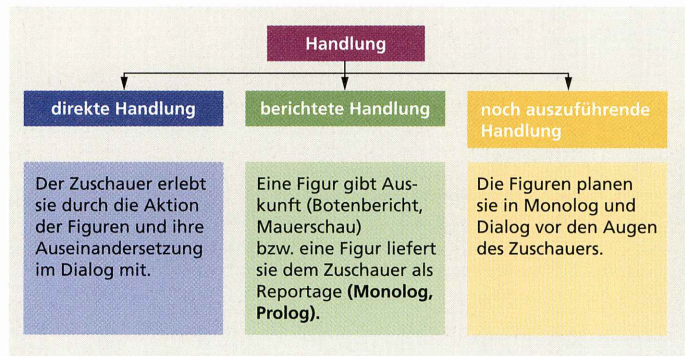 Handlung
direkte Handlung
berichtete Handlung
noch auszuführende
Handlung
Der Zuschauer erlebt
sie durch die Aktion
der Figuren und ihre
Auseinandersetzung
im Dialog mit.
Eine Figur gibt Aus-
kunft (Botenbericht,
Mauerschau)
bzw. eine Figur liefert
sie dem Zuschauer als
Reportage (Monolog,
Prolog).
Die Figuren planen
sie in Monolog und
Dialog vor den Augen
des Zuschauers.